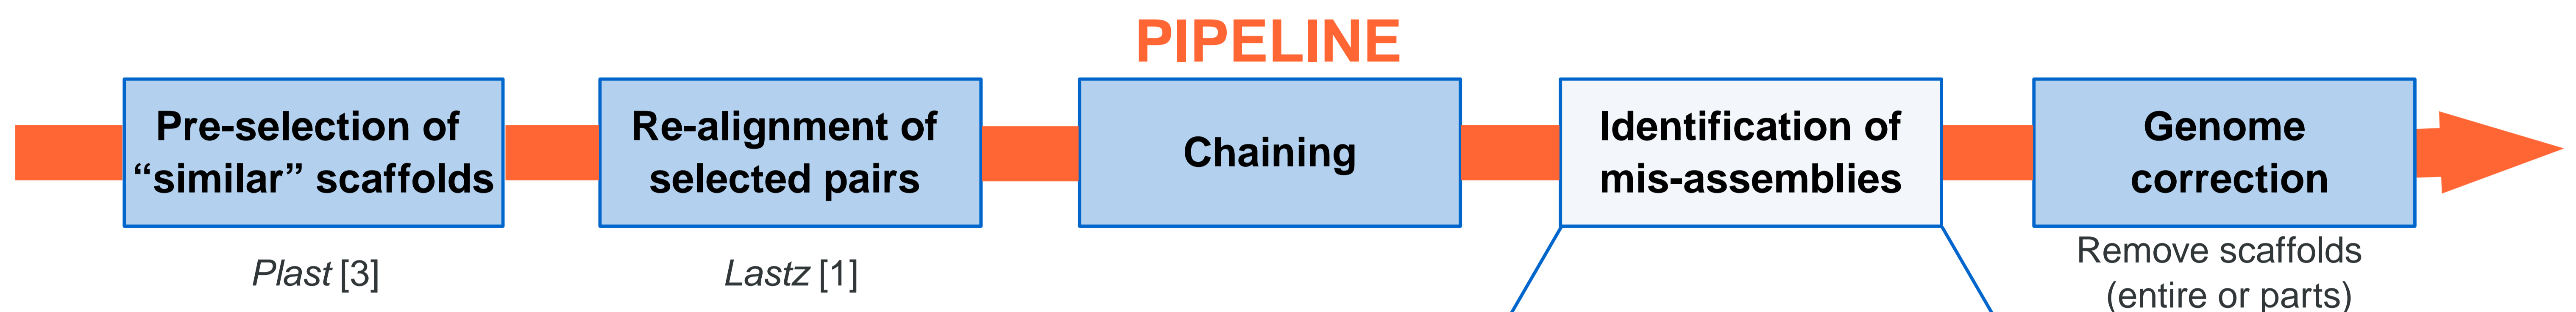 PIPELINE
Pre-selection of
“similar” scaffolds
Re-alignment of
selected pairs
Chaining
Identification of
mis-assemblies
Genome
correction
Plast [3]
Lastz [1]
Remove scaffolds
(entire or parts)